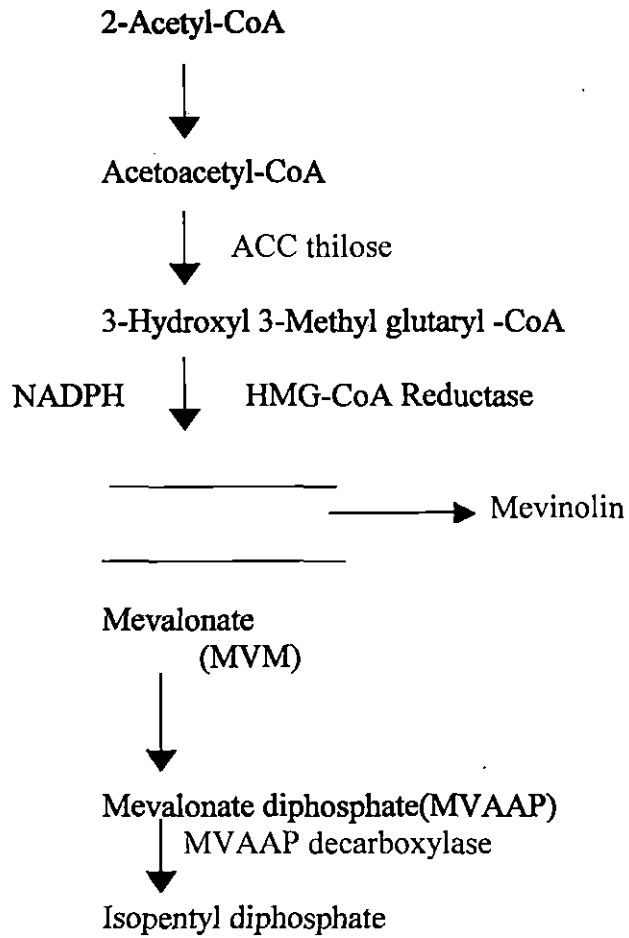 2-Acetyl-CoA
Acetoacetyl-CoA
ACC thilose
3-Hydroxyl 3-Methyl glutaryl -CoA
NADPH HMG-CoA Reductase
Mevinolin
Mevalonate
(MVM)
Mevalonate diphosphate(MVAAP)
MVAAP decarboxylase
Isopentyl diphosphate